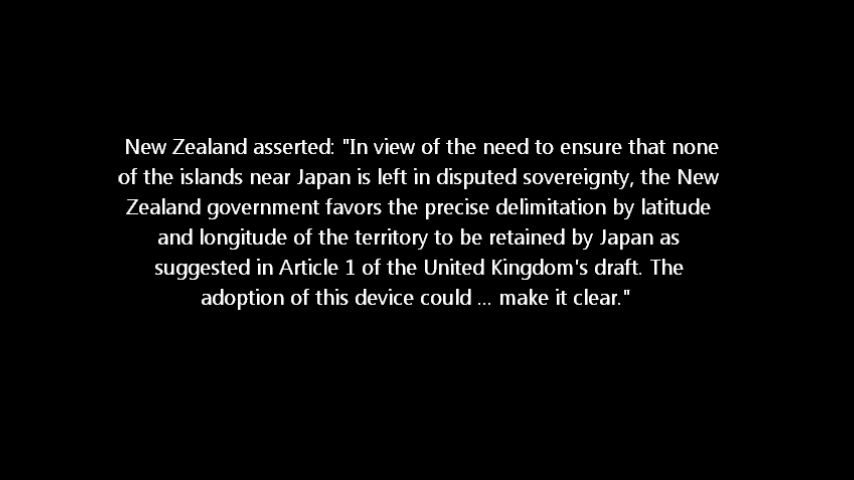 New Zealand asserted: "In view of the need to ensure that none
of the islands near Japan is left in disputed sovereignty, the New
Zealand government favors the precise delimitation by latitude
and longitude of the territory to be retained by Japan as
suggested in Article 1 of the United Kingdom's draft. The
adoption of this device could ... make it clear."